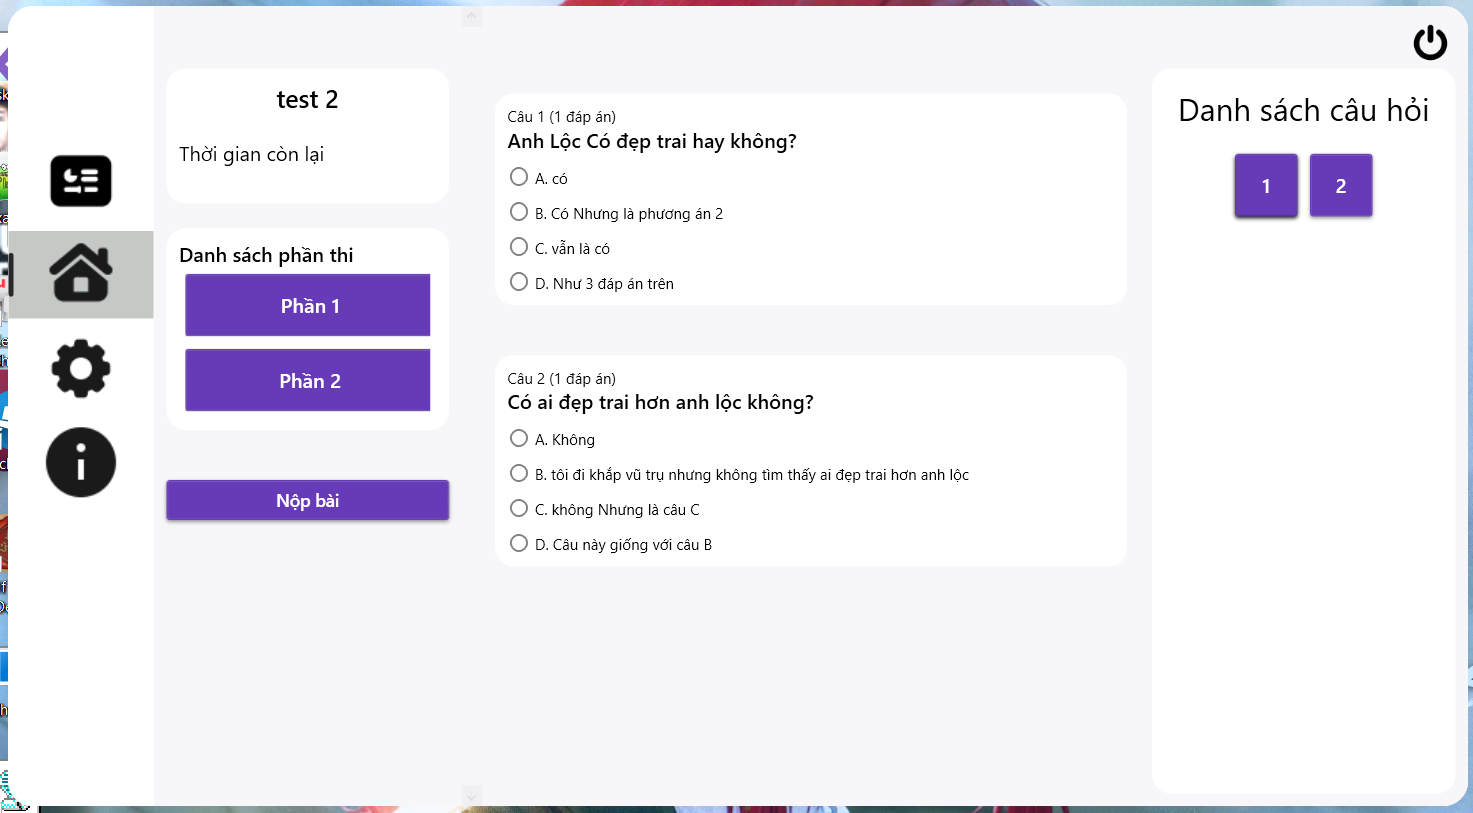 test 2
Thời gian còn lại
Danh sách phần thi
Phần 1
Phần 2
Nộp bài
Câu 1 (1 đáp án)
Anh Lộc Có đẹp trai hay không?
A. có
B. Có Nhưng là phương án 2
C. vẫn là có
D. Như 3 đáp án trên
Câu 2 (1 đáp án)
Có ai đẹp trai hơn anh lộc không?
A. Không
B. tôi đi khắp vũ trụ nhưng không tìm thấy ai đẹp trai hơn anh lộc
C. không Nhưng là câu C
D. Câu này giống với câu B
Danh sách câu hỏi
1
2